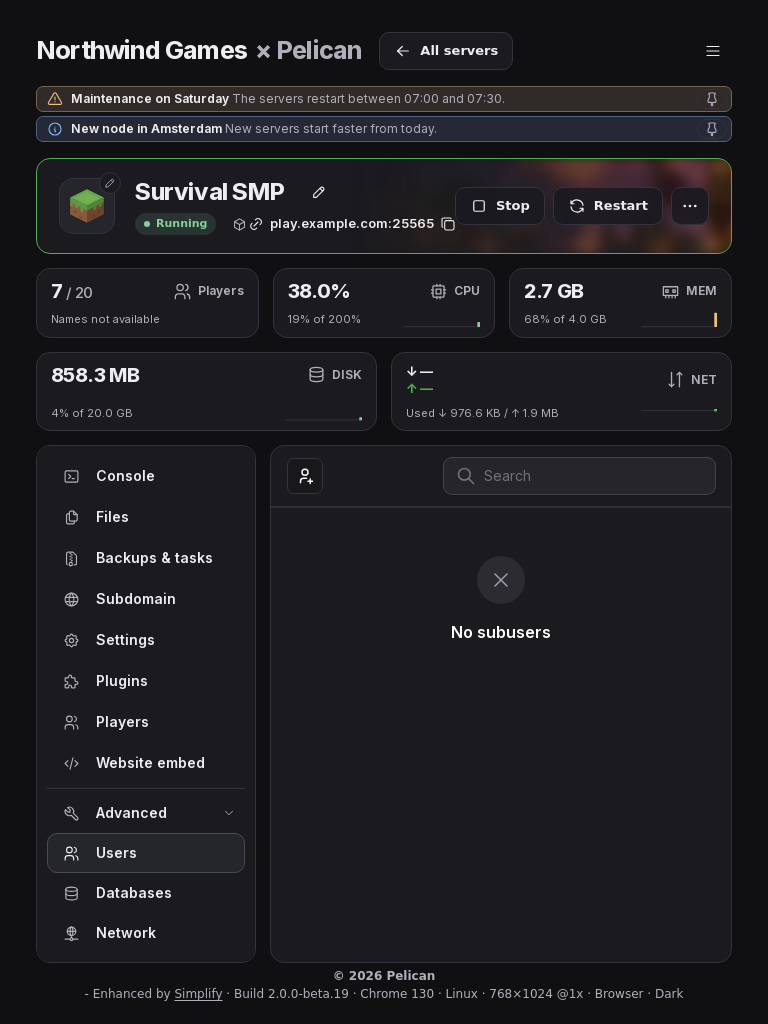 Northwind Games × Pelican
All servers
Maintenance on Saturday The servers restart between 07:00 and 07:30.
New node in Amsterdam New servers start faster from today.
Survival SMP
Running
play.example.com:25565
Stop
Restart
7 / 20
Players
Names not available
38.0%
CPU
19% of 200%
2.7 GB
MEM
68% of 4.0 GB
858.3 MB
DISK
4% of 20.0 GB
↓ —
↑ —
NET
Used ↓ 976.6 KB / ↑ 1.9 MB
Console
Files
Backups & tasks
Subdomain
Settings
Plugins
Players
Website embed
Advanced
Users
Databases
Network
Search
No subusers
© 2026 Pelican
- Enhanced by Simplify · Build 2.0.0-beta.19 · Chrome 130 · Linux · 768×1024 @1x · Browser · Dark